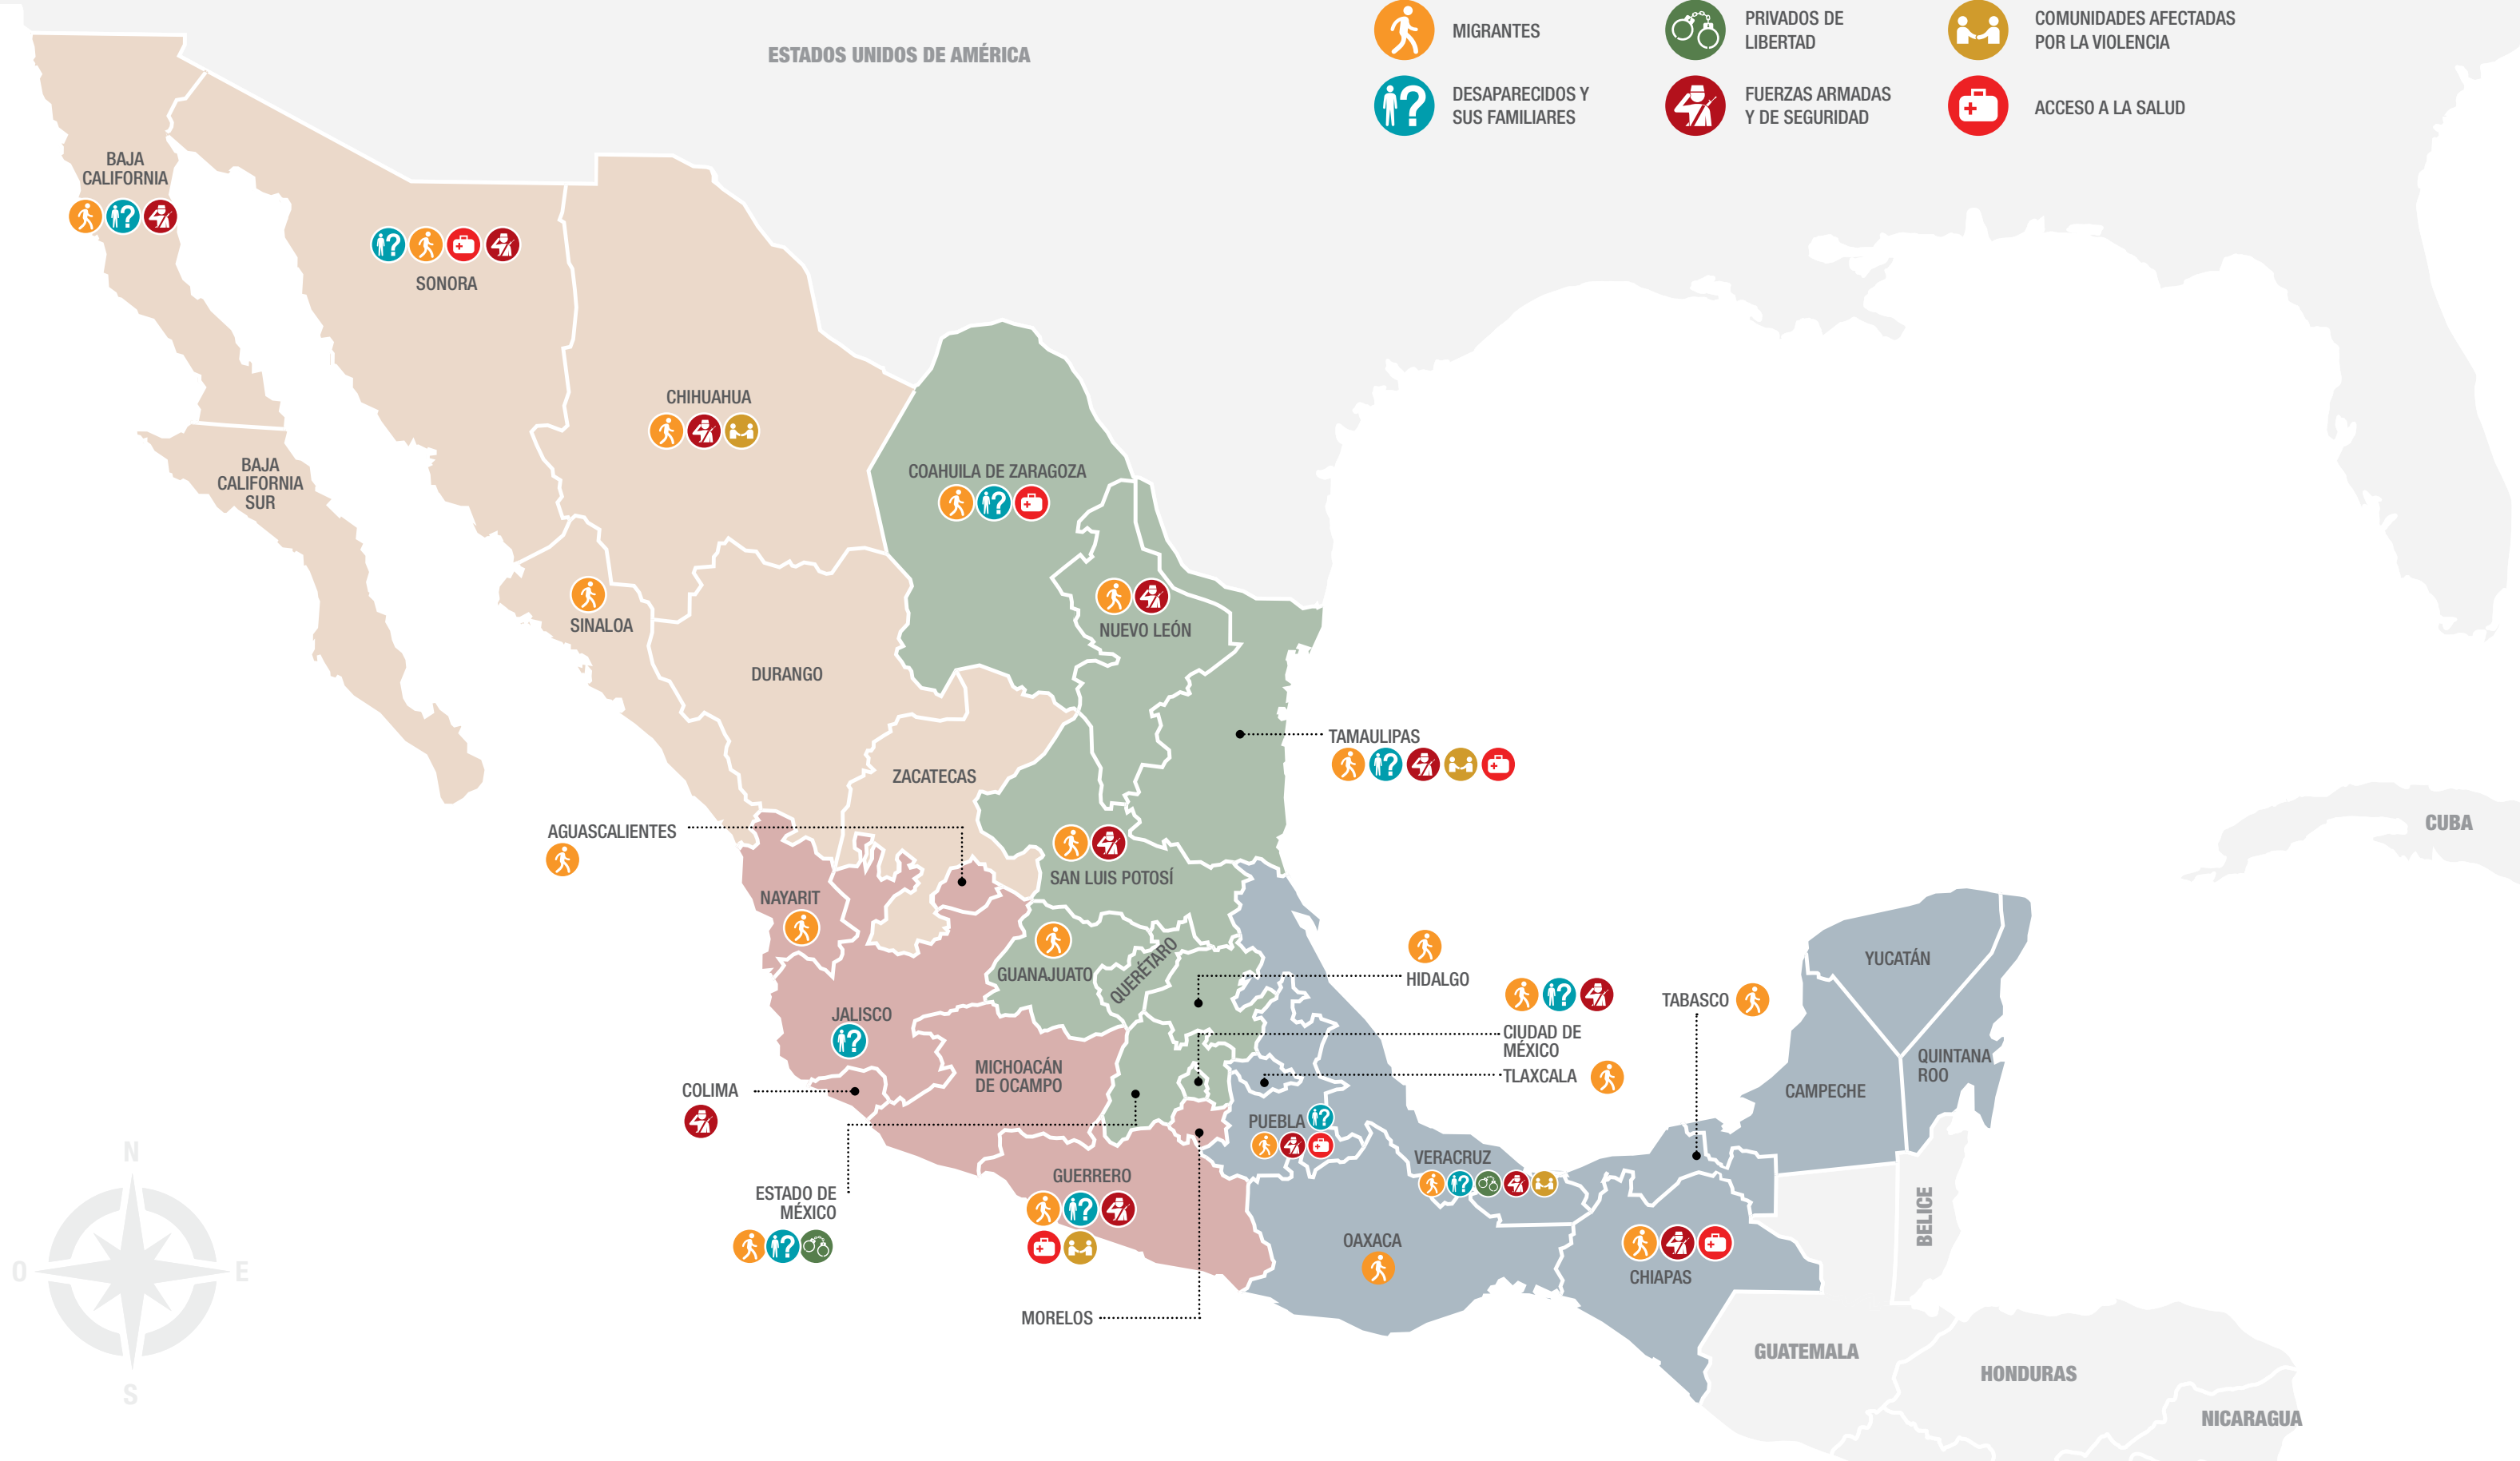 MIGRANTES
PRIVADOS DE
LIBERTAD
COMUNIDADES AFECTADAS
POR LA VIOLENCIA
DESAPARECIDOS Y
SUS FAMILIARES
FUERZAS ARMADAS
Y DE SEGURIDAD
ACCESO A LA SALUD
ESTADOS UNIDOS DE AMÉRICA
BAJA
CALIFORNIA
SONORA
CHIHUAHUA
COAHUILA DE ZARAGOZA
BAJA
CALIFORNIA
SUR
SINALOA
NUEVO LEÓN
DURANGO
TAMAULIPAS
ZACATECAS
CUBA
AGUASCALIENTES
SAN LUIS POTOSÍ
NAYARIT
GUANAJUATO
QUERÉTARO
HIDALGO
YUCATÁN
TABASCO
JALISCO
CIUDAD DE
MÉXICO
QUINTANA
ROO
MICHOACÁN
DE OCAMPO
TLAXCALA
COLIMA
CAMPECHE
PUEBLA
VERACRUZ
GUERRERO
ESTADO DE
MÉXICO
BELICE
OAXACA
CHIAPAS
MORELOS
GUATEMALA
HONDURAS
NICARAGUA
N
O
E
S